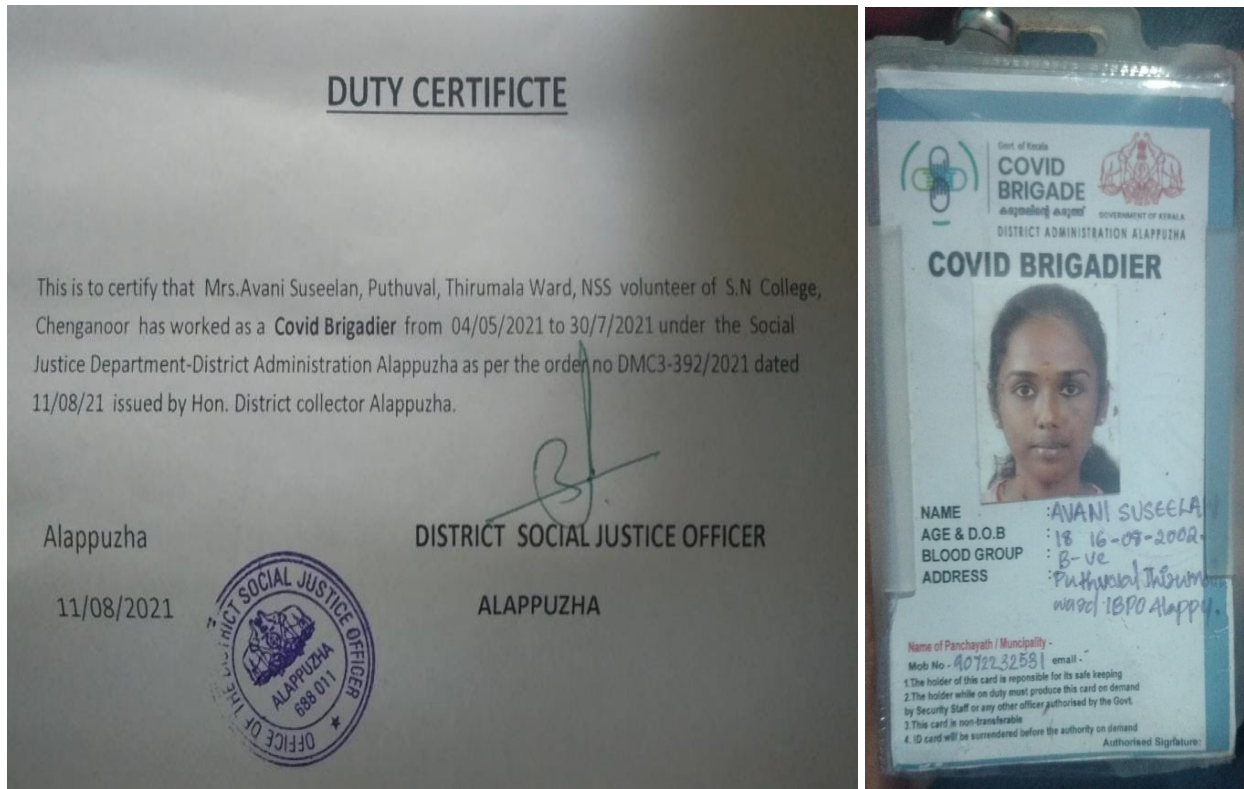 DUTY CERTIFICTE
This is to certify that Mrs.Avani Suseelan, Puthuval, Thirumala Ward, NSS volunteer of S.N College,
Chenganoor has worked as a Covid Brigadier from 04/05/2021 to 30/7/2021 under the Social
Justice Department-District Administration Alappuzha as per the order no DMC3-392/2021 dated
11/08/21 issued by Hon. District collector Alappuzha.
Alappuzha
DISTRICT SOCIAL JUSTICE OFFICER
11/08/2021
ALAPPUZHA
OFFICE OF THE DISTRICT SOCIAL JUSTICE OFFICER
ALAPPUZHA
688 011
Govt. of Kerala
COVID
BRIGADE
കരുതലിന്റെ കരുത്ത്
GOVERNMENT OF KERALA
DISTRICT ADMINISTRATION ALAPPUZHA
COVID BRIGADIER
NAME :AVANI SUSEELAN
AGE & D.O.B :18 16-08-2002
BLOOD GROUP : B-ve
ADDRESS :Puthuval
ward IBPO Alappy.
Name of Panchayath / Muncipality -
Mob No - 9072232581 email -
1.The holder of this card is reponsible for its safe keeping
2.The holder while on duty must produce this card on demand
by Security Staff or any other officer authorised by the Govt.
3.This card is non-transferable
4. ID card will be surrendered before the authority on demand
Authorised Signature: